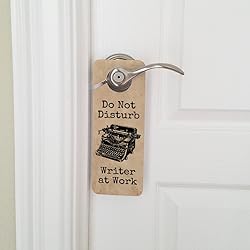 Do Not
Disturb
Writer
at Work